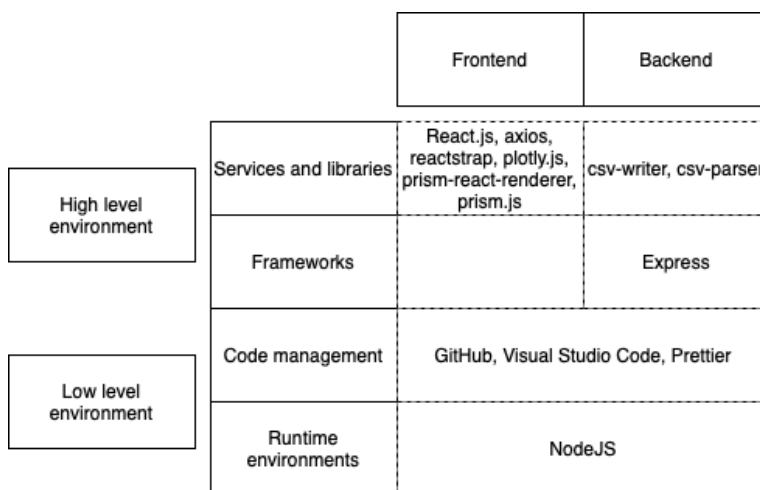 Frontend
Backend
Services and libraries
React.js, axios,
reactstrap, plotly.js,
prism-react-renderer,
prism.js
csv-writer, csv-parser
High level
environment
Frameworks
Express
Code management
GitHub, Visual Studio Code, Prettier
Low level
environment
Runtime
environments
NodeJS